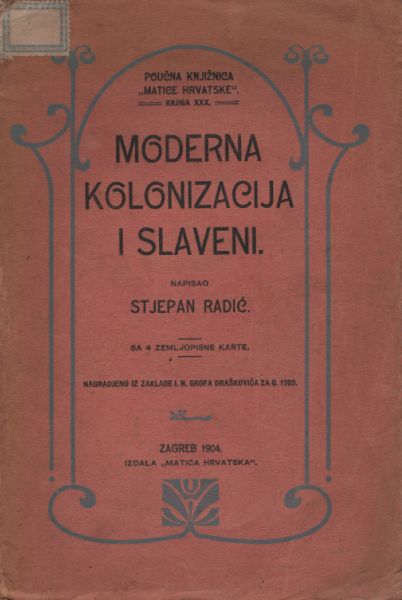 POUČNA KNJIŽNICA
„MATICE HRVATSKE“.
KNJIGA XXX.
MODERNA
KOLONIZACIJA
I SLAVENI.
NAPISAO
STJEPAN RADIĆ.
SA 4 ZEMLJOPISNE KARTE.
NAGRADJENO IZ ZAKLADE I. N. GROFA DRAŠKOVIĆA ZA G. 1903.
ZAGREB 1904.
IZDALA „MATICA HRVATSKA“.